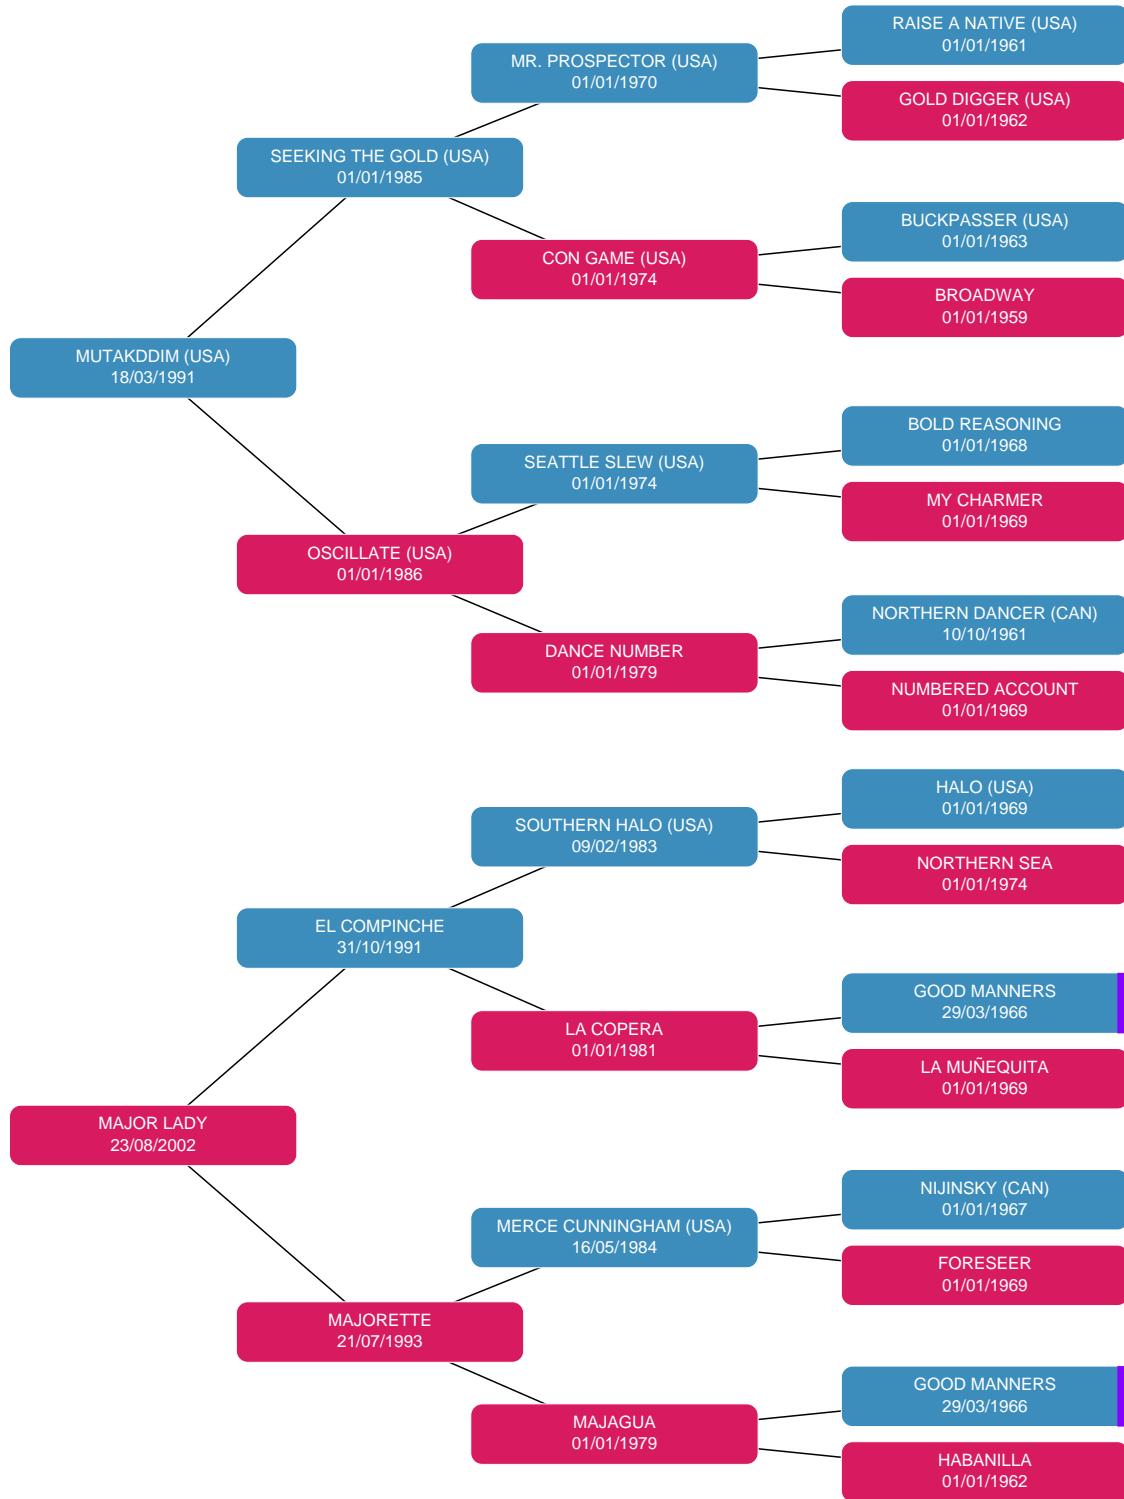 RAISE A NATIVE (USA)
01/01/1961
MR. PROSPECTOR (USA)
01/01/1970
GOLD DIGGER (USA)
01/01/1962
SEEKING THE GOLD (USA)
01/01/1985
BUCKPASSER (USA)
01/01/1963
CON GAME (USA)
01/01/1974
BROADWAY
01/01/1959
MUTAKDDIM (USA)
18/03/1991
BOLD REASONING
01/01/1968
SEATTLE SLEW (USA)
01/01/1974
MY CHARMER
01/01/1969
OSCILLATE (USA)
01/01/1986
NORTHERN DANCER (CAN)
10/10/1961
DANCE NUMBER
01/01/1979
NUMBERED ACCOUNT
01/01/1969
HALO (USA)
01/01/1969
SOUTHERN HALO (USA)
09/02/1983
NORTHERN SEA
01/01/1974
EL COMPINCHE
31/10/1991
GOOD MANNERS
29/03/1966
LA COPERA
01/01/1981
LA MUÑEQUITA
01/01/1969
MAJOR LADY
23/08/2002
NIJINSKY (CAN)
01/01/1967
MERCE CUNNINGHAM (USA)
16/05/1984
FORESEER
01/01/1969
MAJORETTE
21/07/1993
GOOD MANNERS
29/03/1966
MAJAGUA
01/01/1979
HABANILLA
01/01/1962